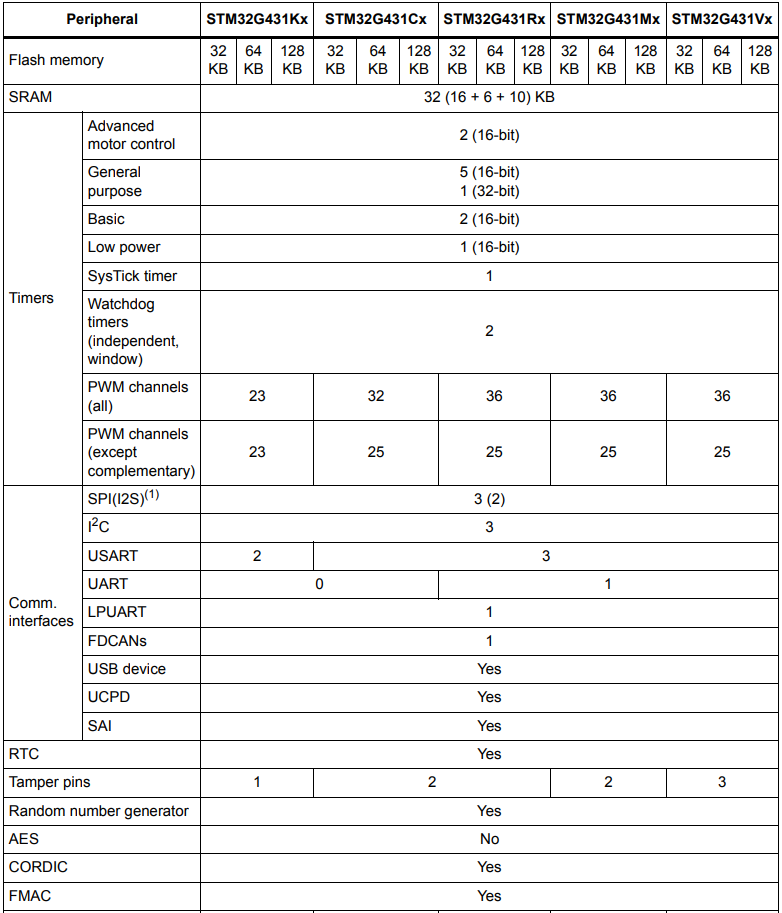 Peripheral STM32G431Kx STM32G431Cx STM32G431Rx STM32G431Mx STM32G431Vx
Flash memory 32 KB 64 KB 128 KB 32 KB 64 KB 128 KB 32 KB 64 KB 128 KB 32 KB 64 KB 128 KB 32 KB 64 KB 128 KB
SRAM 32 (16 + 6 + 10) KB
Timers
Advanced
motor control
2 (16-bit)
General
purpose
5 (16-bit)
1 (32-bit)
Basic 2 (16-bit)
Low power 1 (16-bit)
SysTick timer 1
Watchdog
timers
(independent,
window)
2
PWM channels
(all)
23 32 36 36 36
PWM channels
(except
complementary)
23 25 25 25 25
Comm.
interfaces
SPI(I2S)(1) 3 (2)
I2C 3
USART 2 3
UART 0 1
LPUART 1
FDCANs 1
USB device Yes
UCPD Yes
SAI Yes
RTC Yes
Tamper pins 1 2 2 3
Random number generator Yes
AES No
CORDIC Yes
FMAC Yes